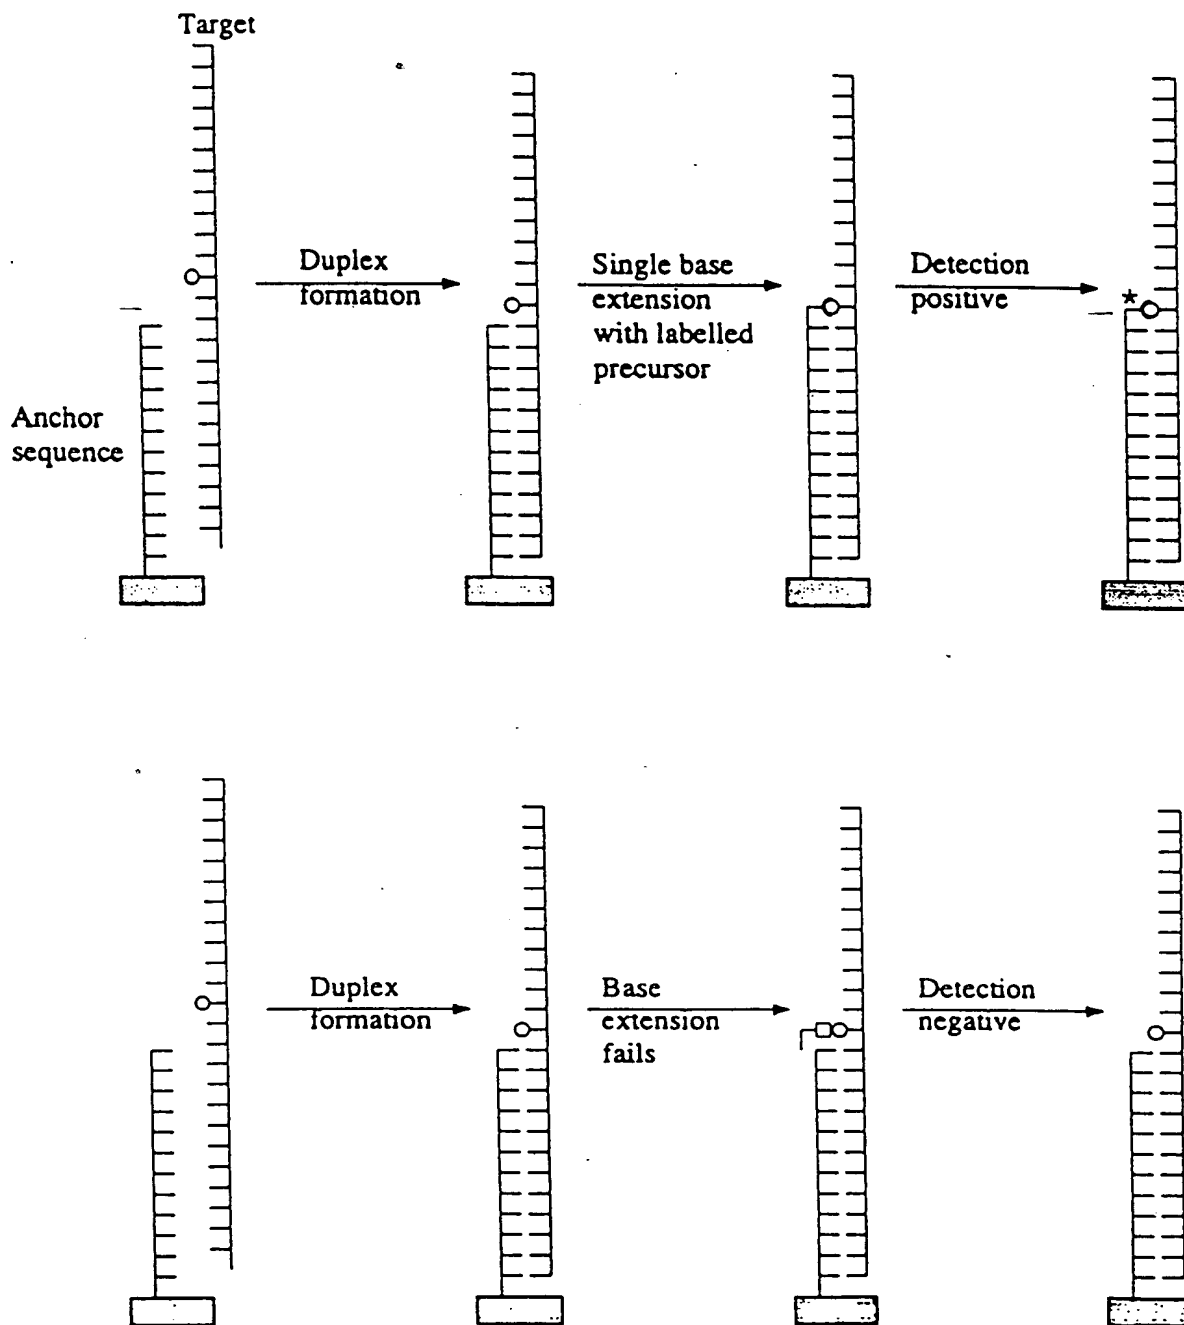 Target
Duplex
formation
Single base
extension
with labelled
precursor
Detection
positive
*
Anchor
sequence
Duplex
formation
Base
extension
fails
Detection
negative